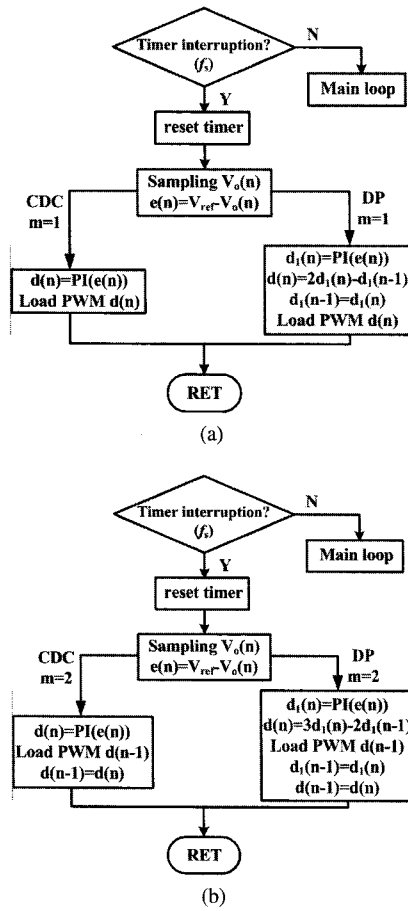 Timer interruption?
(fs)
N
Main loop
Y
reset timer
Sampling Vo(n)
e(n)=Vref-Vo(n)
CDC
m=1
DP
m=1
d(n)=PI(e(n))
Load PWM d(n)
d1(n)=PI(e(n))
d(n)=2d1(n)-d1(n-1)
d1(n-1)=d1(n)
Load PWM d(n)
RET
(a)
Timer interruption?
(fs)
N
Main loop
Y
reset timer
Sampling Vo(n)
e(n)=Vref-Vo(n)
CDC
m=2
DP
m=2
d(n)=PI(e(n))
Load PWM d(n-1)
d(n-1)=d(n)
d1(n)=PI(e(n))
d(n)=3d1(n)-2d1(n-1)
Load PWM d(n-1)
d1(n-1)=d1(n)
d(n-1)=d(n)
RET
(b)